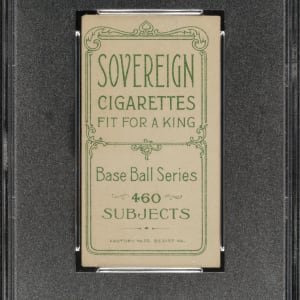 SOVEREIGN
CIGARETTES
FIT FOR A KING
Base Ball Series
460
SUBJECTS